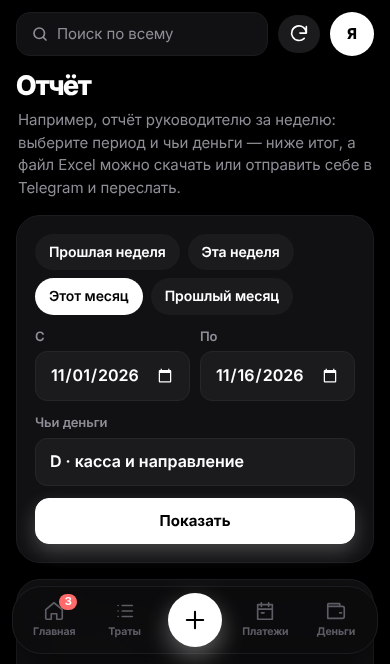 Поиск по всему
Я
Отчёт
Например, отчёт руководителю за неделю:
выберите период и чьи деньги — ниже итог, а
файл Excel можно скачать или отправить себе в
Telegram и переслать.
Прошлая неделя
Эта неделя
Этот месяц
Прошлый месяц
С
По
11/01/2026
11/16/2026
Чьи деньги
D · касса и направление
Показать
3
Главная
Траты
Платежи
Деньги